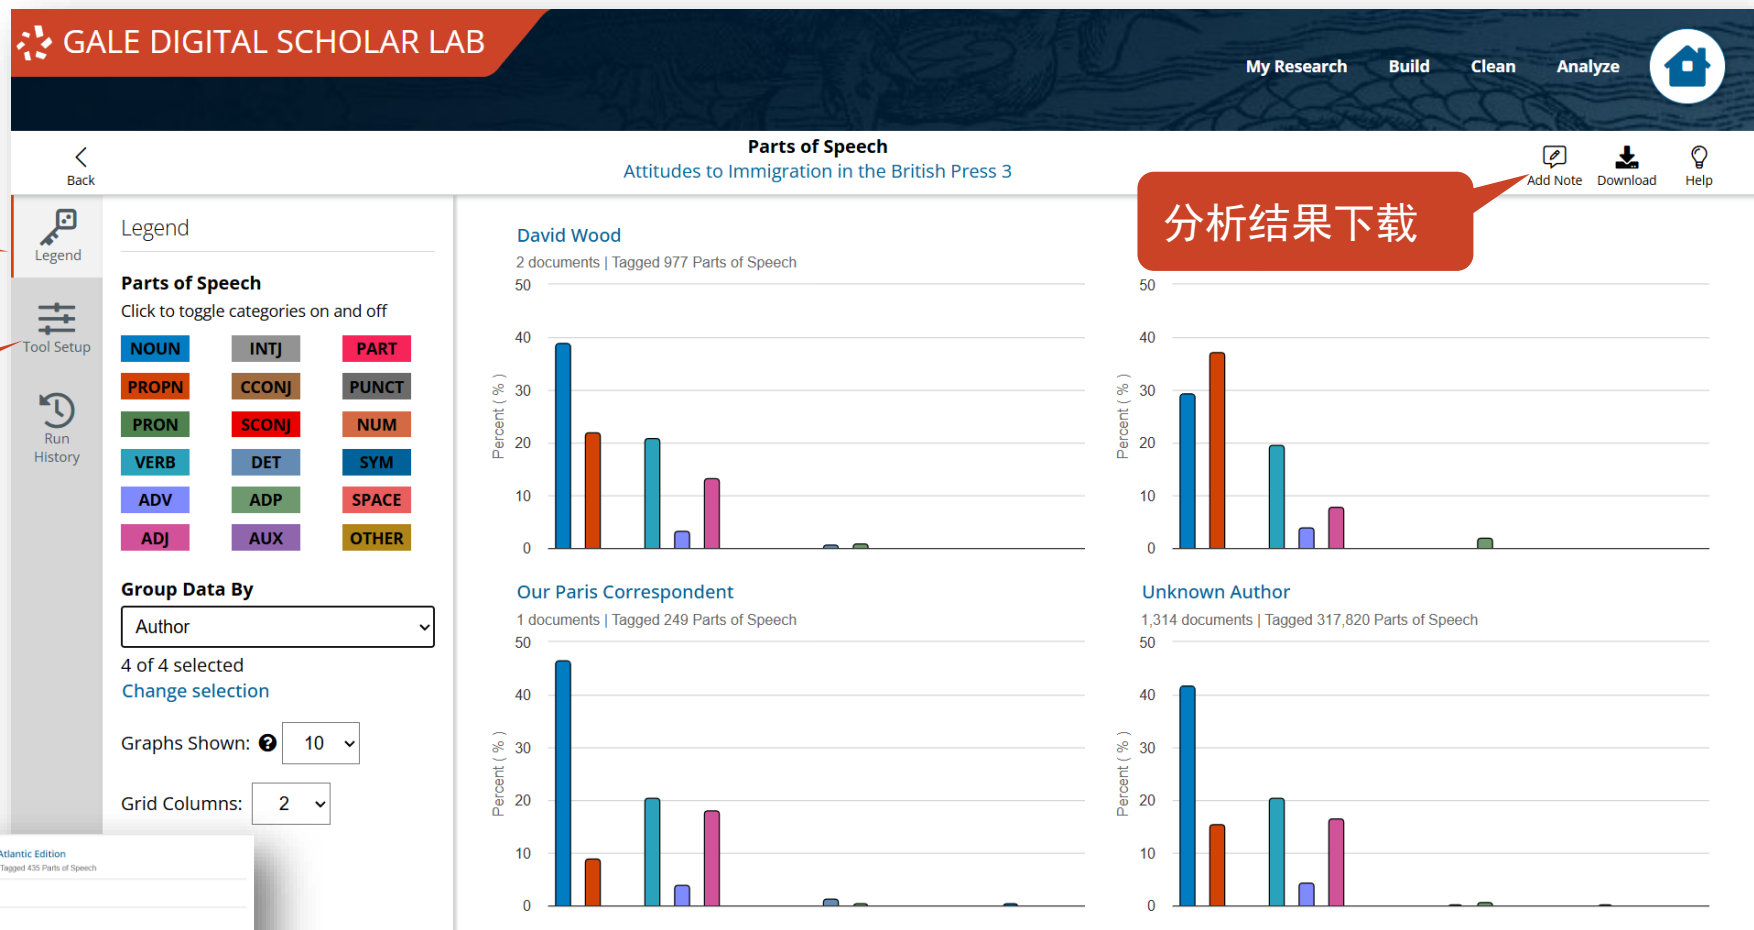 GALE DIGITAL SCHOLAR LAB
My Research Build Clean Analyze
Back
Parts of Speech
Attitudes to Immigration in the British Press 3
Add Note Download Help
分析结果下载
Legend
Tool Setup
Run
History
Legend
Parts of Speech
Click to toggle categories on and off
NOUN INTJ PART
PROPN CCONJ PUNCT
PRON SCONJ NUM
VERB DET SYM
ADV ADP SPACE
ADJ AUX OTHER
Group Data By
Author
4 of 4 selected
Change selection
Graphs Shown: ? 10
Grid Columns: 2
Atlantic Edition
Tagged 435 Parts of Speech
David Wood
2 documents | Tagged 977 Parts of Speech
50
40
30
20
10
0
Percent ( % )
50
40
30
20
10
0
Percent ( % )
Our Paris Correspondent
1 documents | Tagged 249 Parts of Speech
50
40
30
20
10
0
Percent ( % )
Unknown Author
1,314 documents | Tagged 317,820 Parts of Speech
50
40
30
20
10
0
Percent ( % )